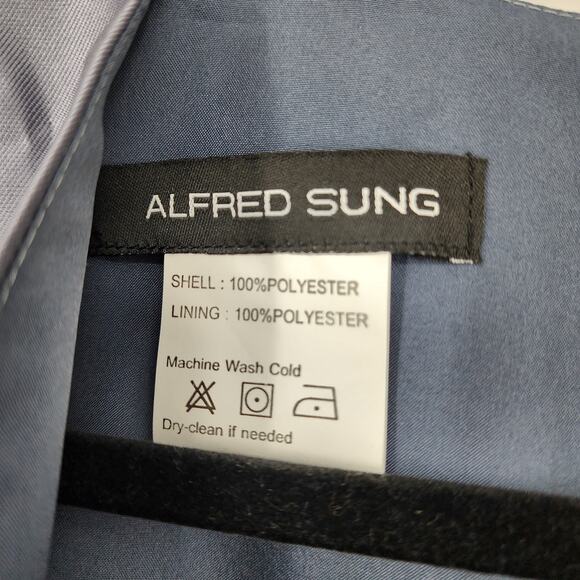 ALFRED SUNG
SHELL : 100%POLYESTER
LINING : 100%POLYESTER
Machine Wash Cold
Dry-clean if needed